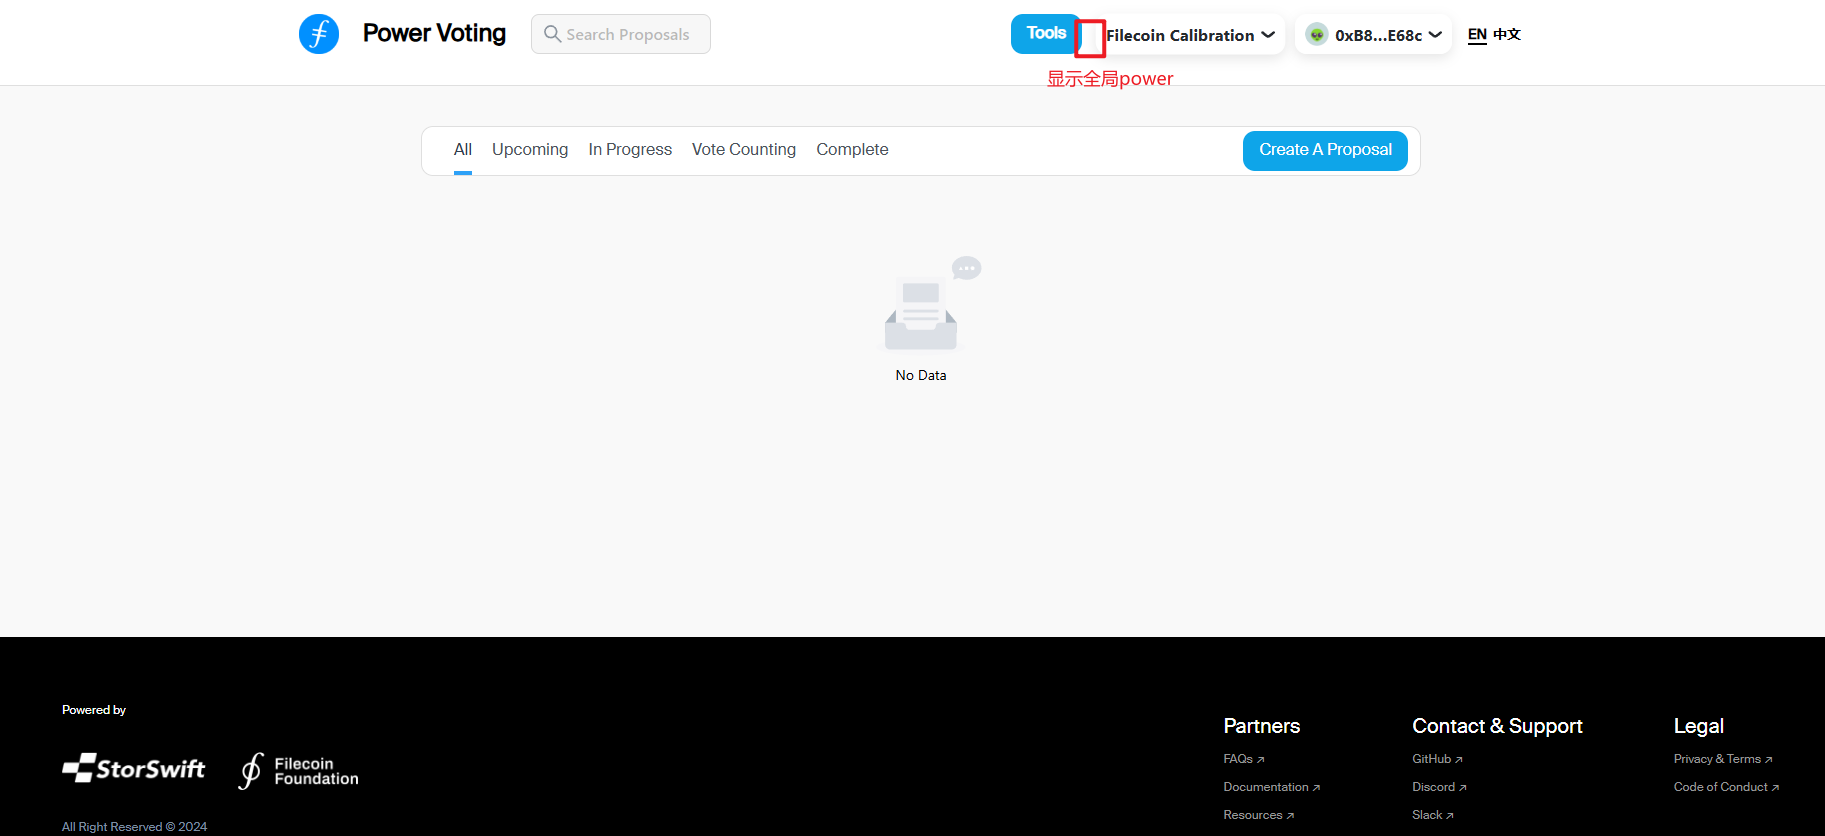 Power Voting
Search Proposals
Tools
Filecoin Calibration
0xB8...E68c
EN 中文
显示全局power
All Upcoming In Progress Vote Counting Complete
Create A Proposal
No Data
Powered by
StorSwift
Filecoin
Foundation
All Right Reserved © 2024
Partners
FAQs ↗
Documentation ↗
Resources ↗
Contact & Support
GitHub ↗
Discord ↗
Slack ↗
Legal
Privacy & Terms ↗
Code of Conduct ↗